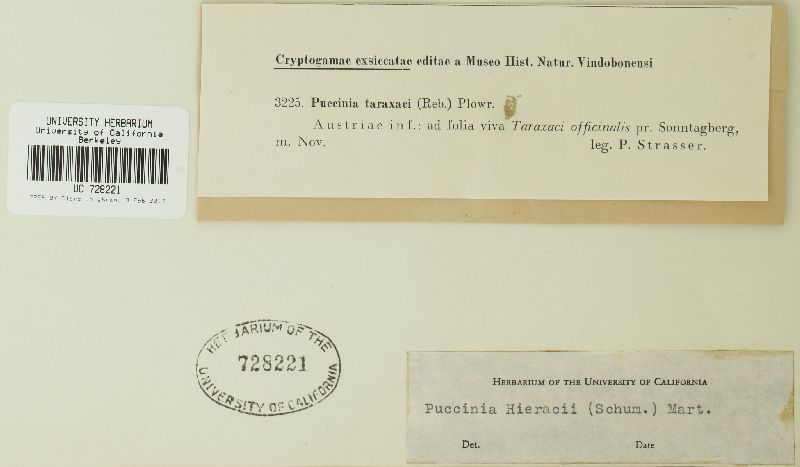 Cryptogamae exsiccatae editae a Museo Hist. Natur. Vindobonensi
3225. Puccinia taraxaci (Reb.) Plowr.
Austriae inf.: ad folia viva Taraxaci officinalis pr. Sonntagberg,
m. Nov. leg. P. Strasser.
UNIVERSITY HERBARIUM
University of California
Berkeley
UC 728221
HERBARIUM OF THE
728221
UNIVERSITY OF CALIFORNIA
HERBARIUM OF THE UNIVERSITY OF CALIFORNIA
Puccinia Hieracii (Schum.) Mart.
Det. Date